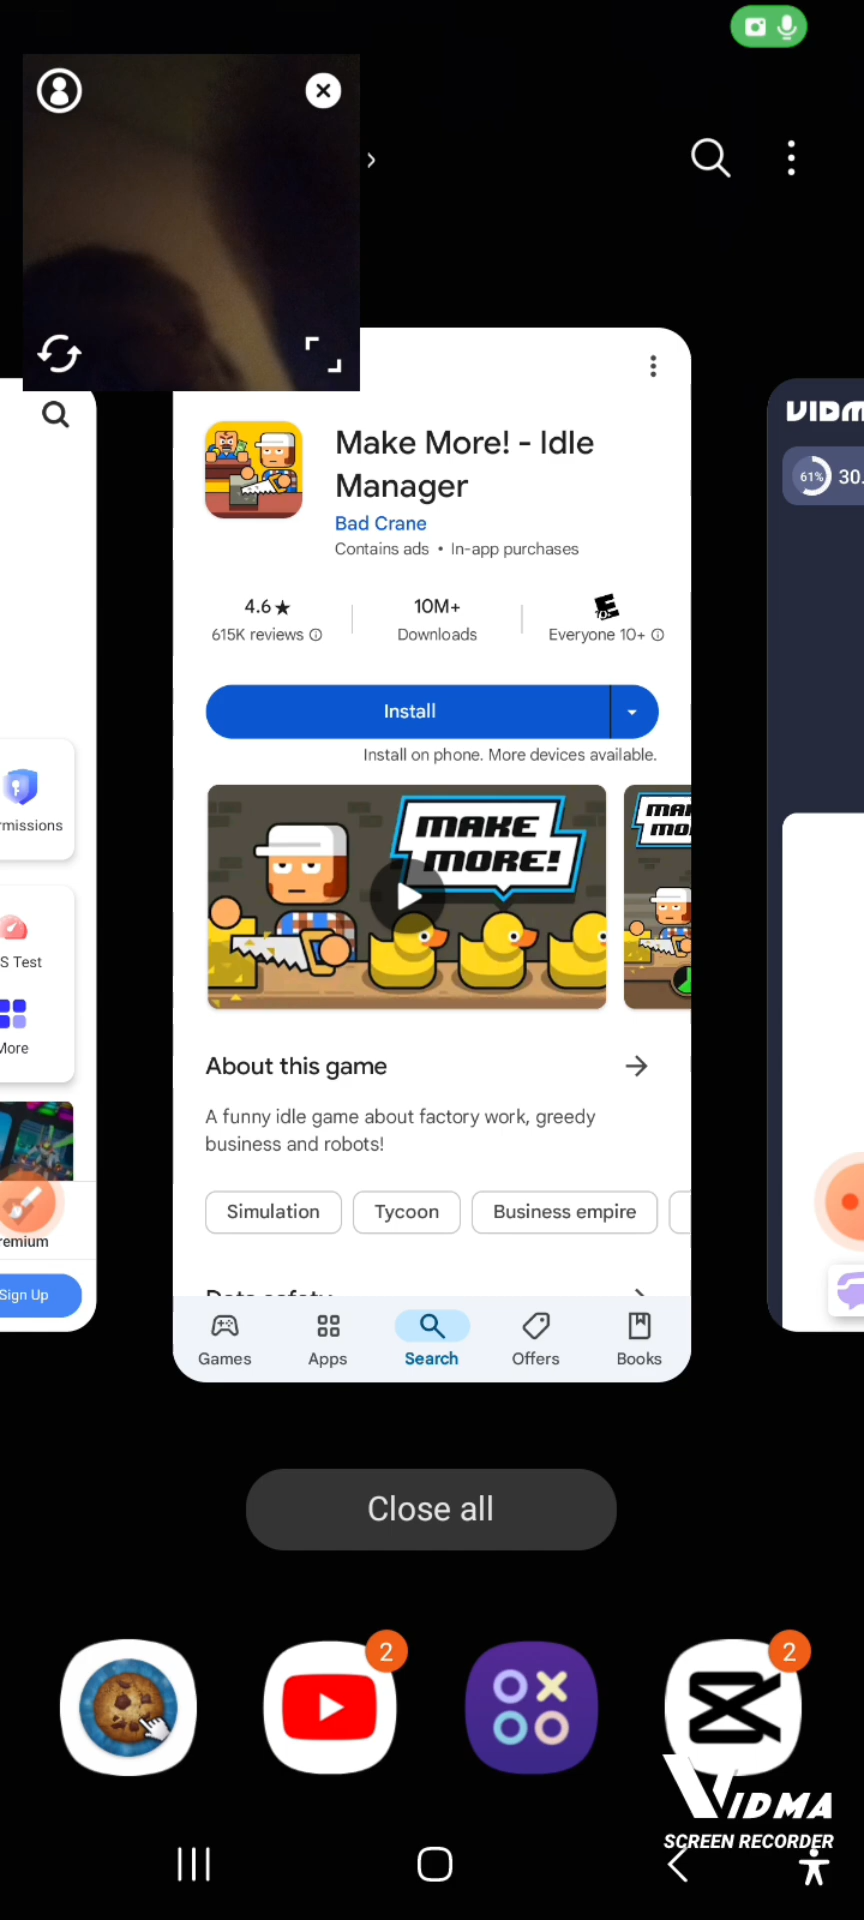 Make More! - Idle
Manager
Bad Crane
Contains ads • In-app purchases
4.6★
615K reviews
10M+
Downloads
E
Everyone 10+
Install
Install on phone. More devices available.
MAKE
MORE!
About this game
A funny idle game about factory work, greedy
business and robots!
Simulation
Tycoon
Business empire
Games
Apps
Search
Offers
Books
rmissions
S Test
More
remium
Sign Up
VIDM
61%
30.
Close all
2
2
VIDMA
SCREEN RECORDER